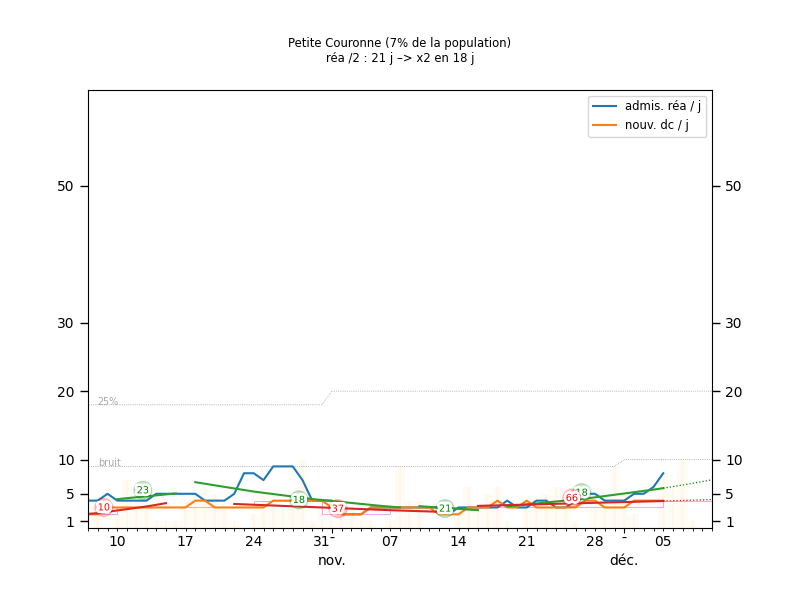 Petite Couronne (7% de la population)
réa /2 : 21 j –> x2 en 18 j
admis. réa / j
nouv. dc / j
50 50
30 30
20 20
25%
10 bruit 10
5 23 18 66 18 5
1 10 37 21 1
10 17 24 31 07 14 21 28 05
nov. déc.